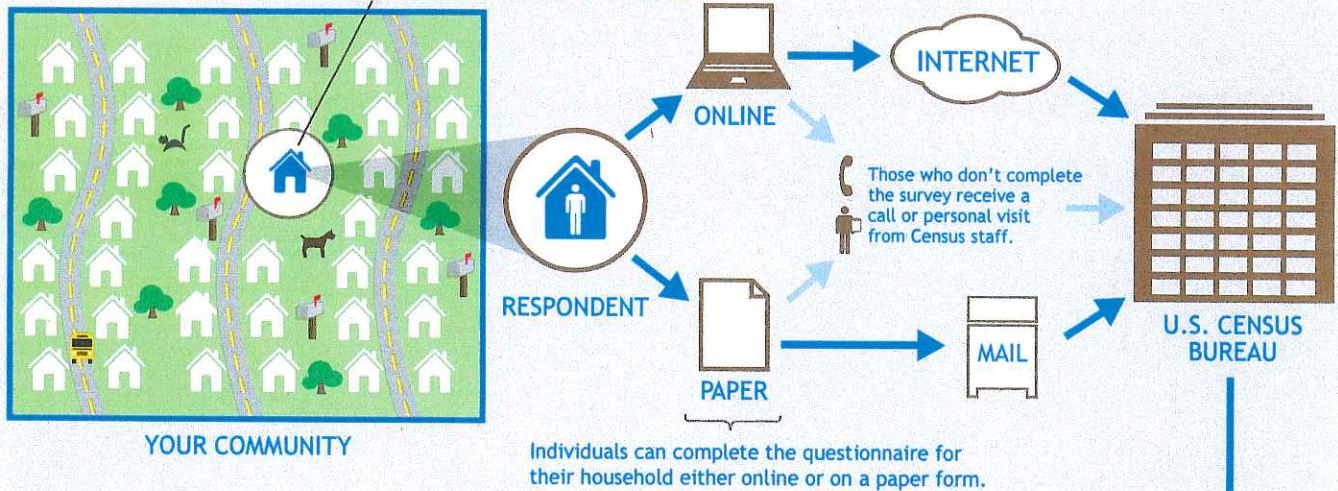 YOUR COMMUNITY
RESPONDENT
ONLINE
INTERNET
Those who don't complete
the survey receive a
call or personal visit
from Census staff.
PAPER
MAIL
U.S. CENSUS
BUREAU
Individuals can complete the questionnaire for
their household either online or on a paper form.